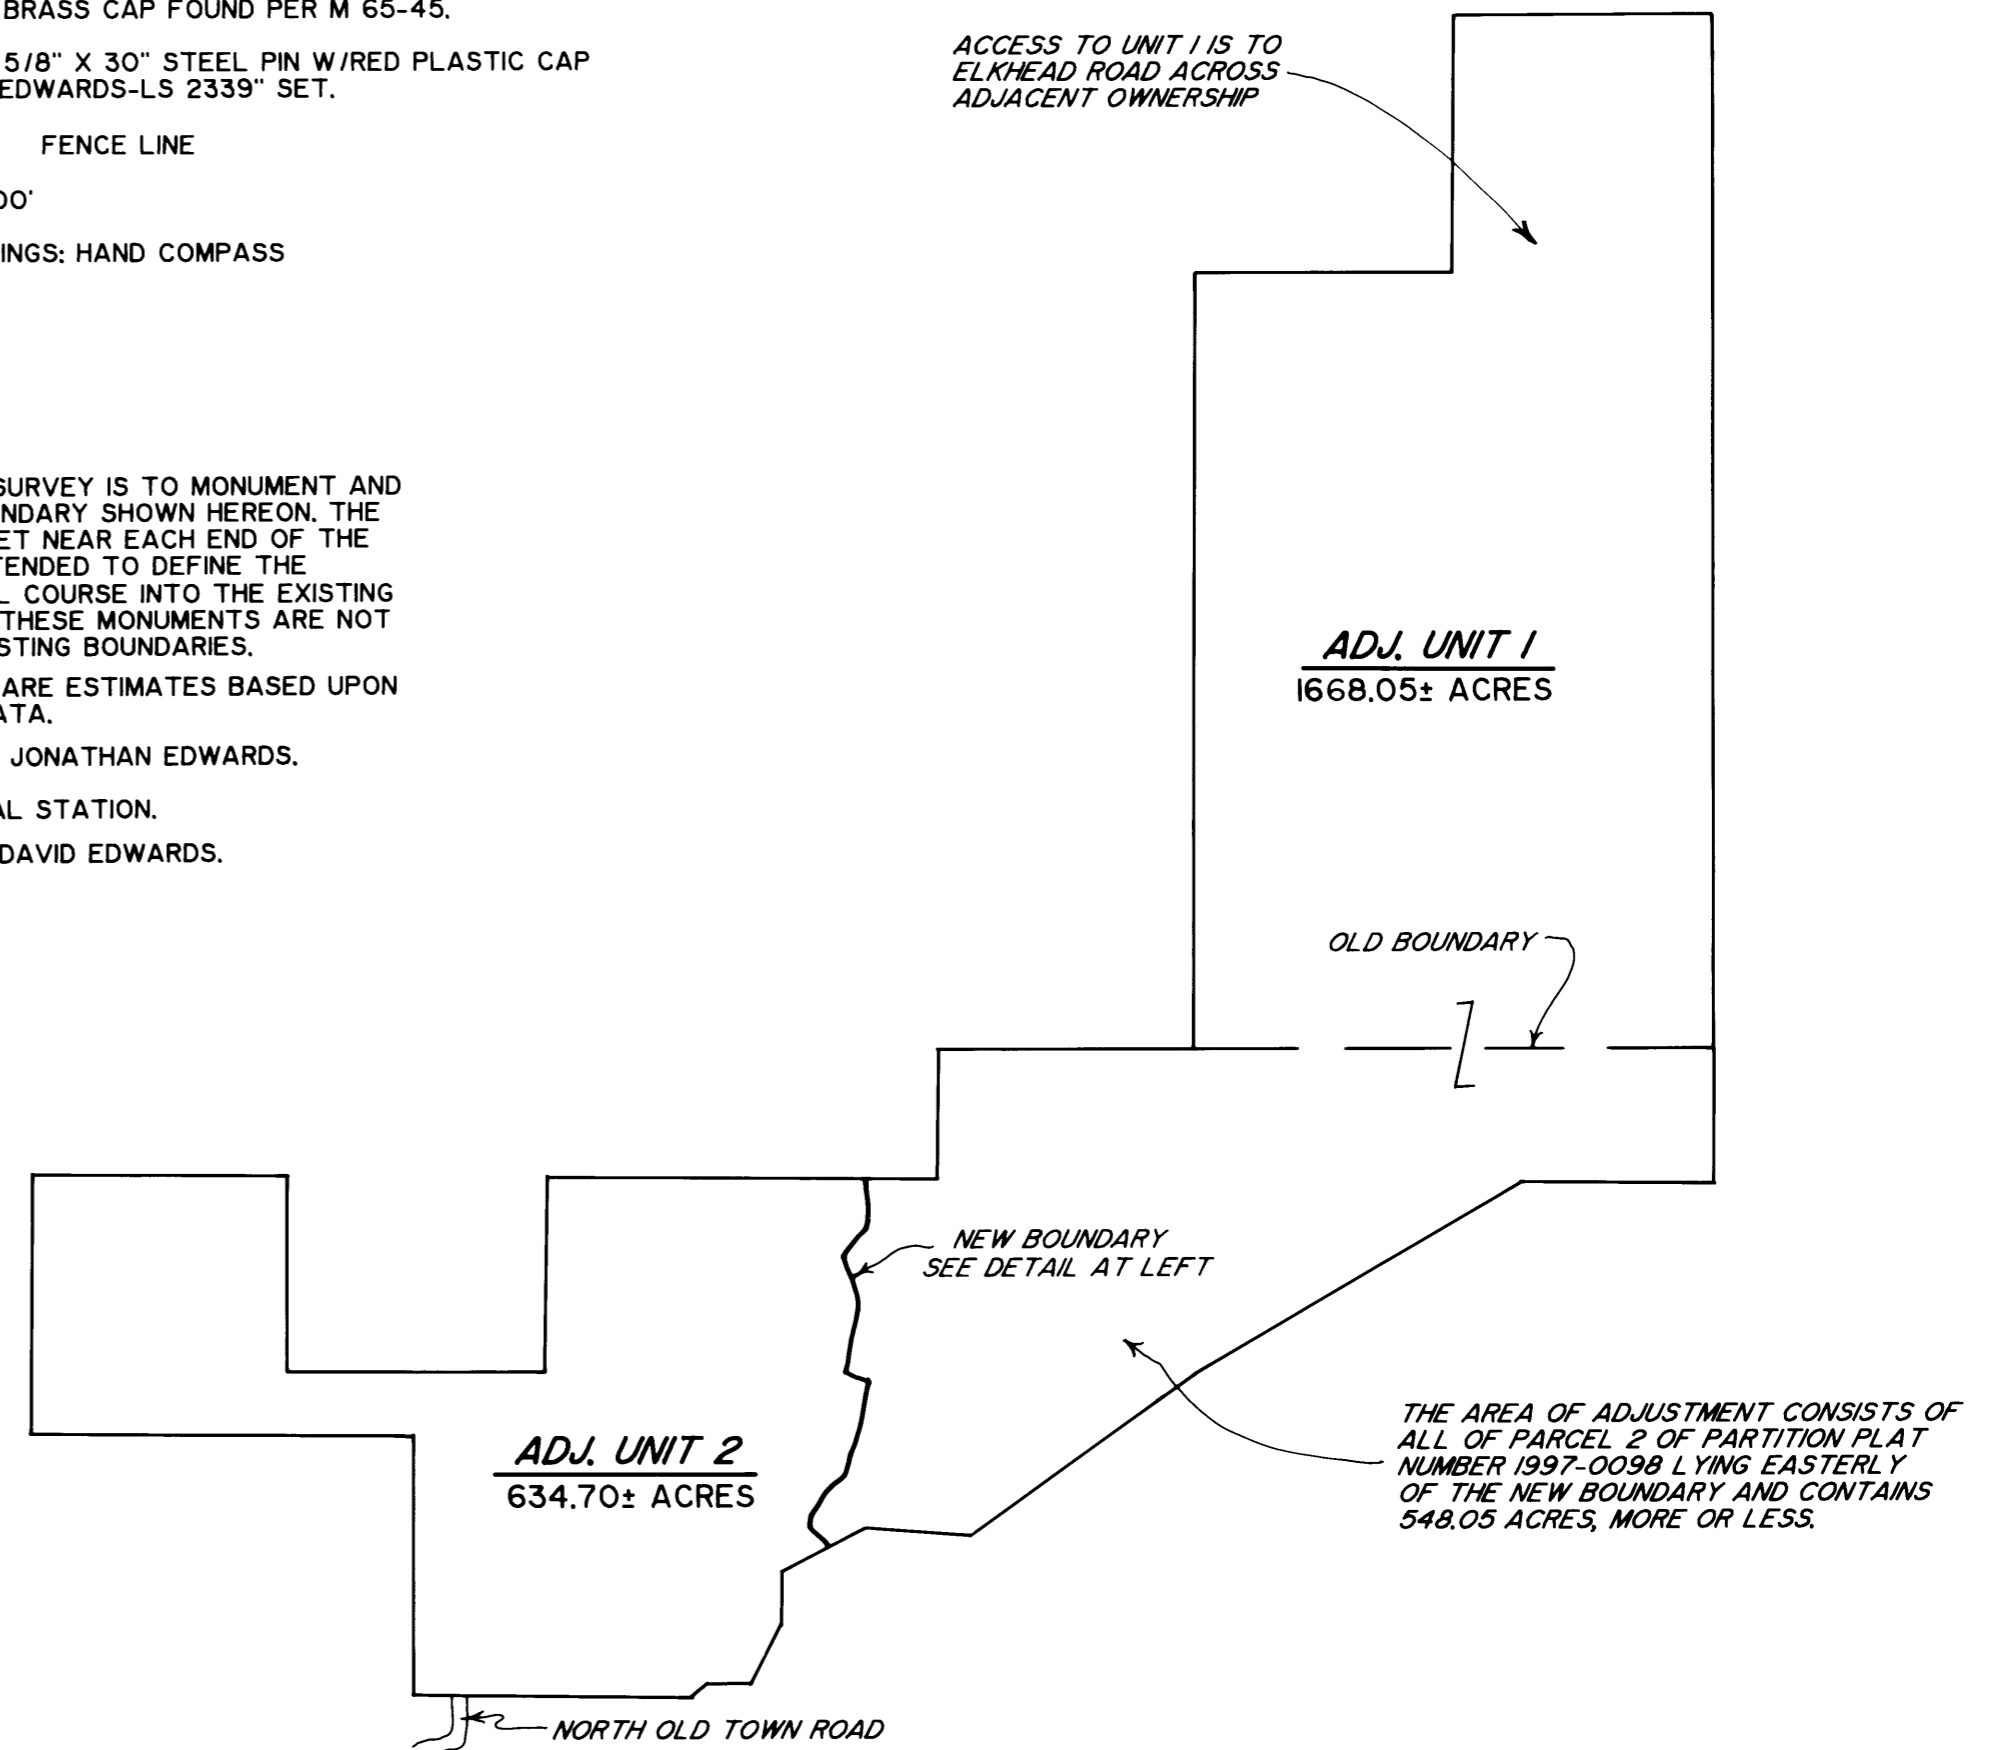 BRASS CAP FOUND PER M 65-45.
5/8" X 30" STEEL PIN W/RED PLASTIC CAP
EDWARDS-LS 2339" SET.
FENCE LINE
00'
INGS: HAND COMPASS
SURVEY IS TO MONUMENT AND
NDARY SHOWN HEREON. THE
ET NEAR EACH END OF THE
TENDED TO DEFINE THE
L COURSE INTO THE EXISTING
THESE MONUMENTS ARE NOT
STING BOUNDARIES.
ARE ESTIMATES BASED UPON
ATA.
JONATHAN EDWARDS.
AL STATION.
DAVID EDWARDS.
ACCESS TO UNIT 1 IS TO
ELKHEAD ROAD ACROSS
ADJACENT OWNERSHIP
ADJ. UNIT 1
1668.05± ACRES
OLD BOUNDARY
NEW BOUNDARY
SEE DETAIL AT LEFT
THE AREA OF ADJUSTMENT CONSISTS OF
ALL OF PARCEL 2 OF PARTITION PLAT
NUMBER 1997-0098 LYING EASTERLY
OF THE NEW BOUNDARY AND CONTAINS
548.05 ACRES, MORE OR LESS.
ADJ. UNIT 2
634.70± ACRES
NORTH OLD TOWN ROAD